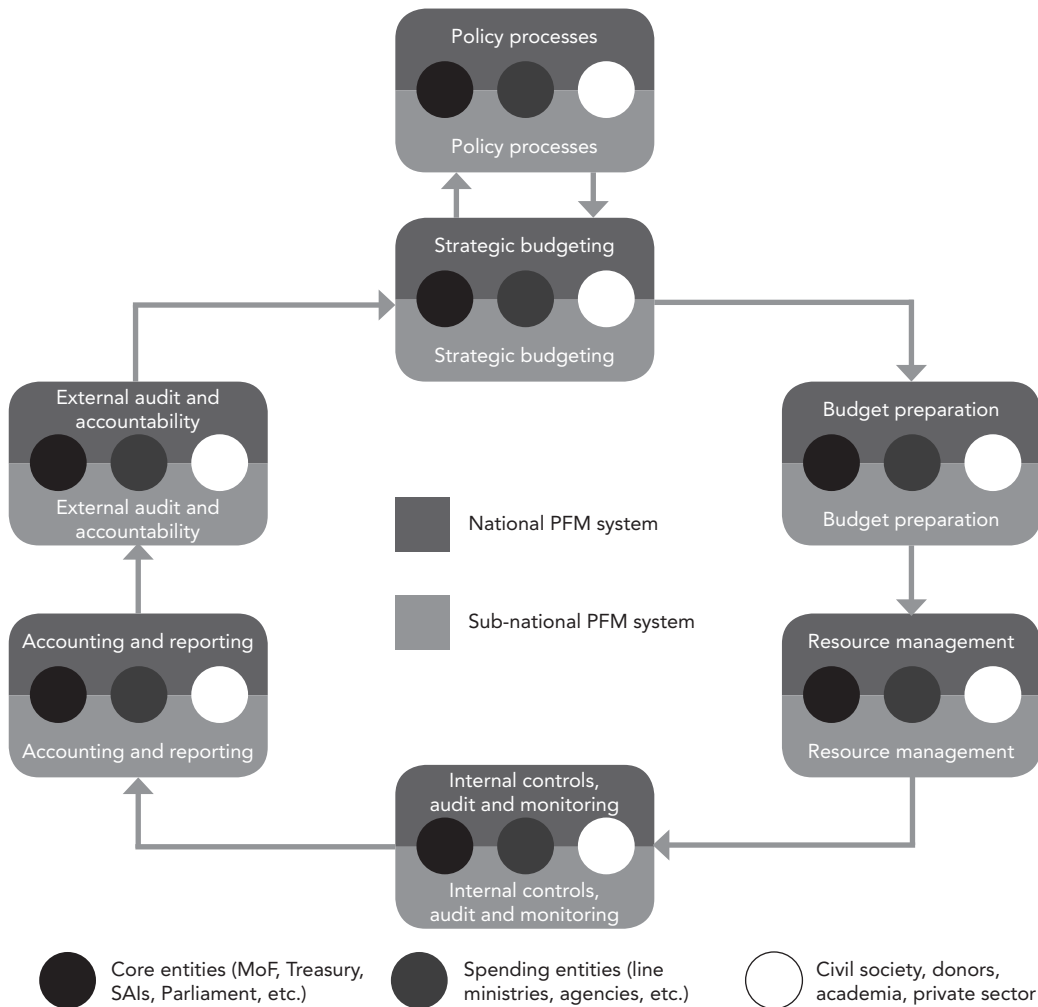 Policy processes
Policy processes
Strategic budgeting
Strategic budgeting
External audit and
accountability
External audit and
accountability
Budget preparation
Budget preparation
National PFM system
Sub-national PFM system
Accounting and reporting
Accounting and reporting
Resource management
Resource management
Internal controls,
audit and monitoring
Internal controls,
audit and monitoring
Core entities (MoF, Treasury,
SAIs, Parliament, etc.)
Spending entities (line
ministries, agencies, etc.)
Civil society, donors,
academia, private sector